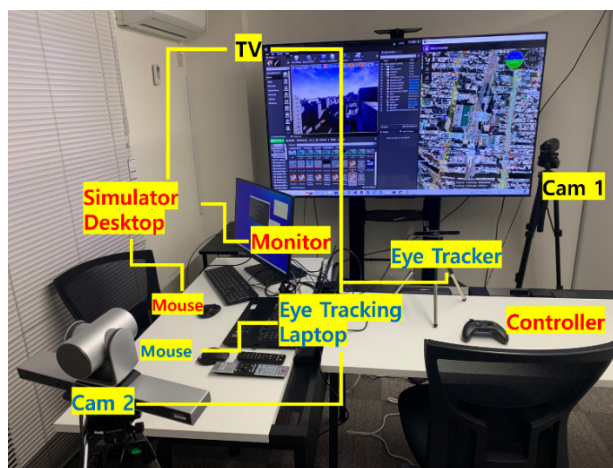 TV
Cam 1
Simulator
Desktop
Monitor
Eye Tracker
Mouse
Eye Tracking
Laptop
Controller
Mouse
Cam 2